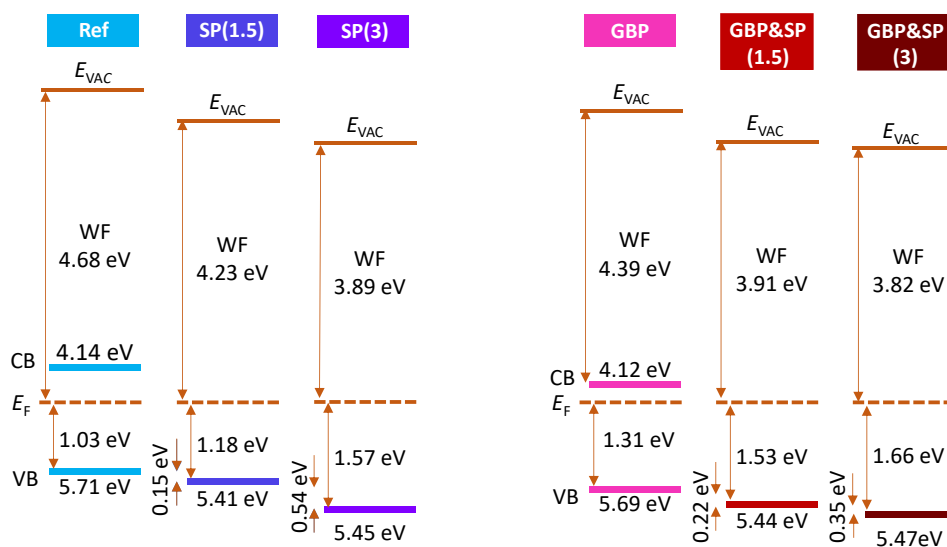 Ref
SP(1.5)
SP(3)
GBP
GBP&SP
(1.5)
GBP&SP
(3)
E_VAC
E_VAC
E_VAC
E_VAC
E_VAC
E_VAC
WF
4.68 eV
WF
4.23 eV
WF
3.89 eV
WF
4.39 eV
WF
3.91 eV
WF
3.82 eV
CB
4.14 eV
CB
4.12 eV
E_F
E_F
1.03 eV
0.15 eV
1.18 eV
0.54 eV
1.57 eV
1.31 eV
0.22 eV
1.53 eV
0.35 eV
1.66 eV
VB
5.71 eV
5.41 eV
5.45 eV
VB
5.69 eV
5.44 eV
5.47eV